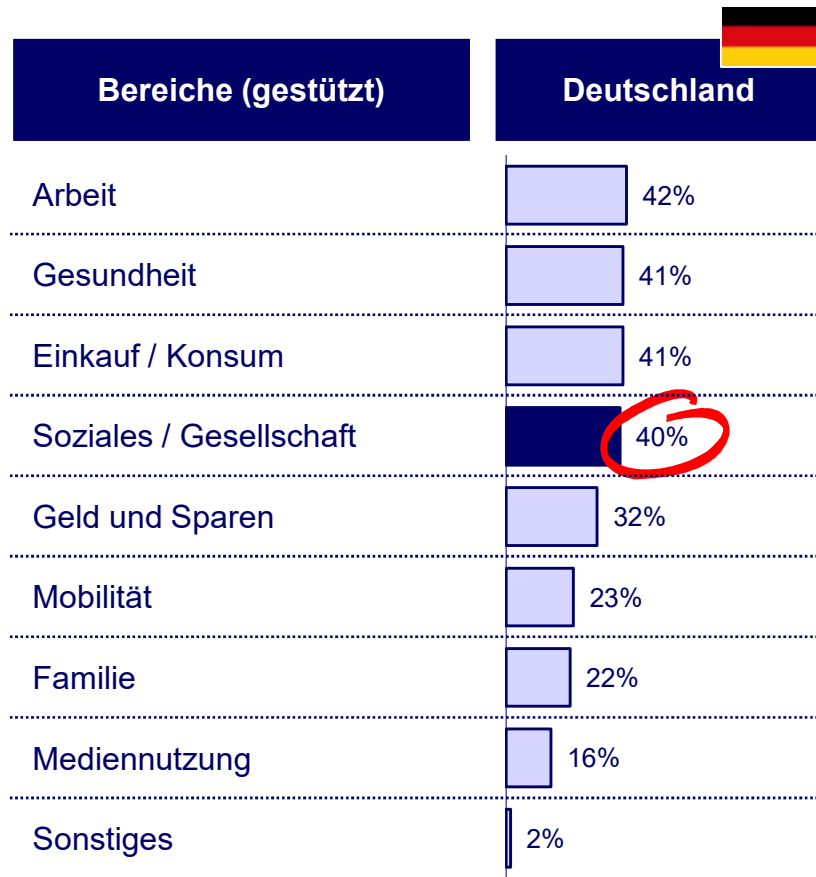 Bereiche (gestützt) Deutschland
Arbeit 42%
Gesundheit 41%
Einkauf / Konsum 41%
Soziales / Gesellschaft 40%
Geld und Sparen 32%
Mobilität 23%
Familie 22%
Mediennutzung 16%
Sonstiges 2%